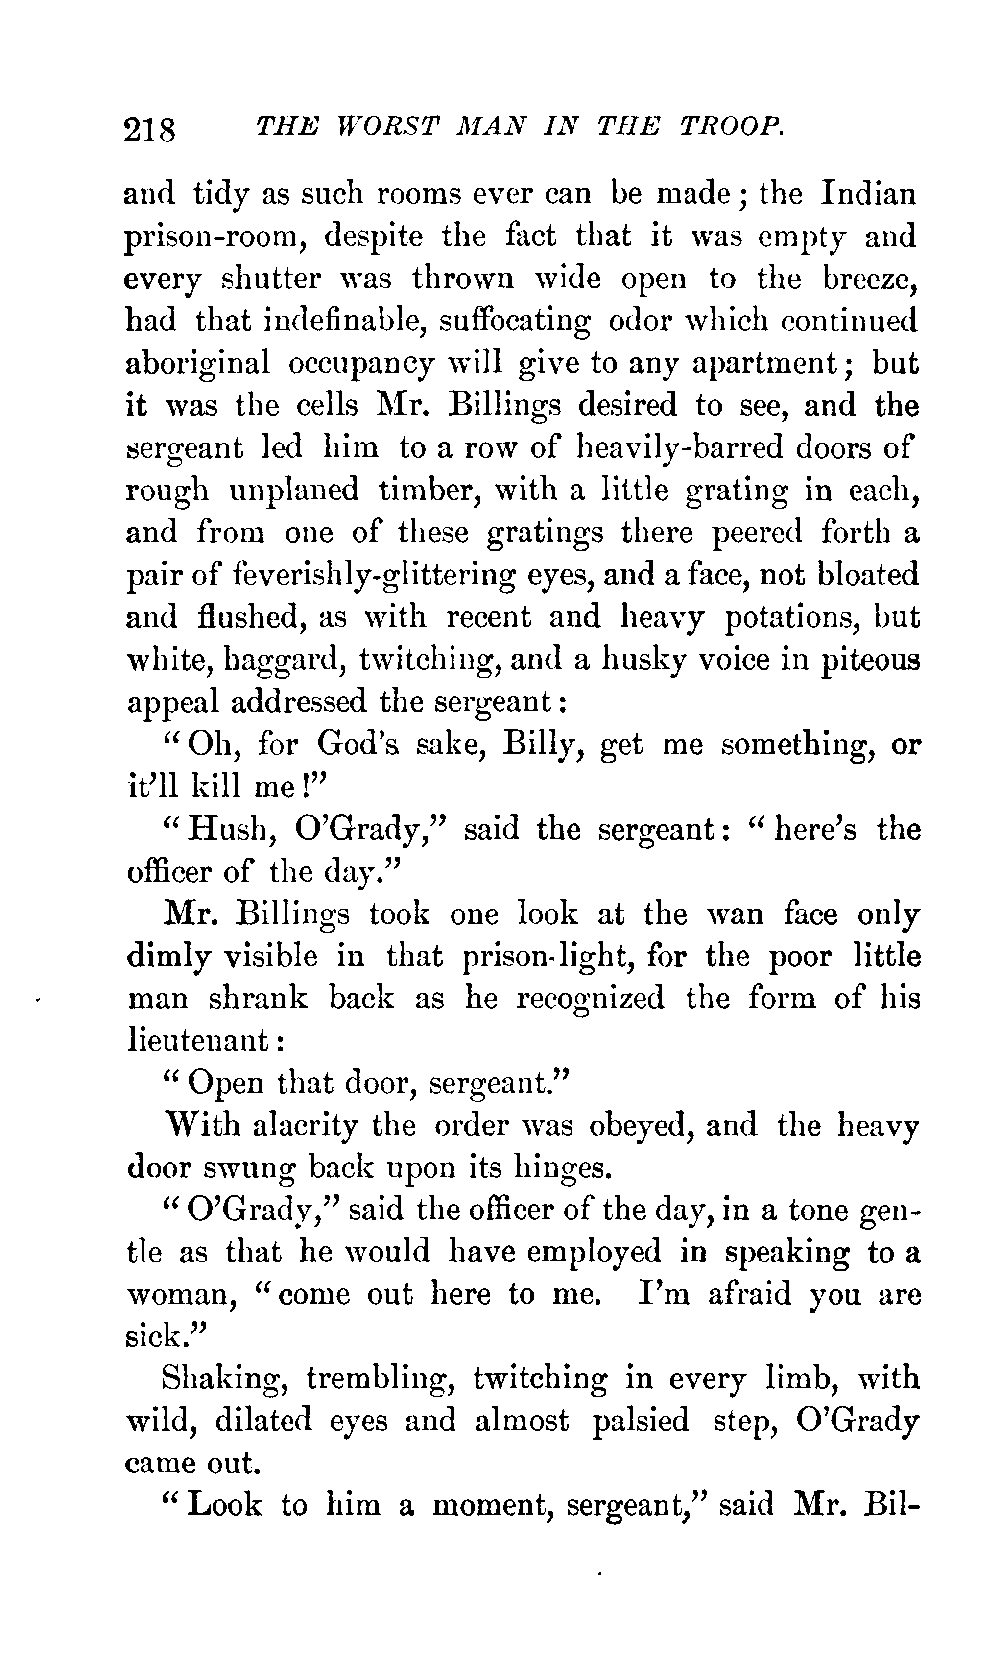 218 THE WORST MAN IN THE TROOP.
and tidy as such rooms ever can be made; the Indian
prison-room, despite the fact that it was empty and
every shutter was thrown wide open to the breeze,
had that indefinable, suffocating odor which continued
aboriginal occupancy will give to any apartment; but
it was the cells Mr. Billings desired to see, and the
sergeant led him to a row of heavily-barred doors of
rough unplaned timber, with a little grating in each,
and from one of these gratings there peered forth a
pair of feverishly-glittering eyes, and a face, not bloated
and flushed, as with recent and heavy potations, but
white, haggard, twitching, and a husky voice in piteous
appeal addressed the sergeant:
"Oh, for God's sake, Billy, get me something, or
it'll kill me!"
"Hush, O'Grady," said the sergeant: "here's the
officer of the day."
Mr. Billings took one look at the wan face only
dimly visible in that prison-light, for the poor little
man shrank back as he recognized the form of his
lieutenant:
"Open that door, sergeant."
With alacrity the order was obeyed, and the heavy
door swung back upon its hinges.
"O'Grady," said the officer of the day, in a tone gen-
tle as that he would have employed in speaking to a
woman, "come out here to me. I'm afraid you are
sick."
Shaking, trembling, twitching in every limb, with
wild, dilated eyes and almost palsied step, O'Grady
came out.
"Look to him a moment, sergeant," said Mr. Bil-